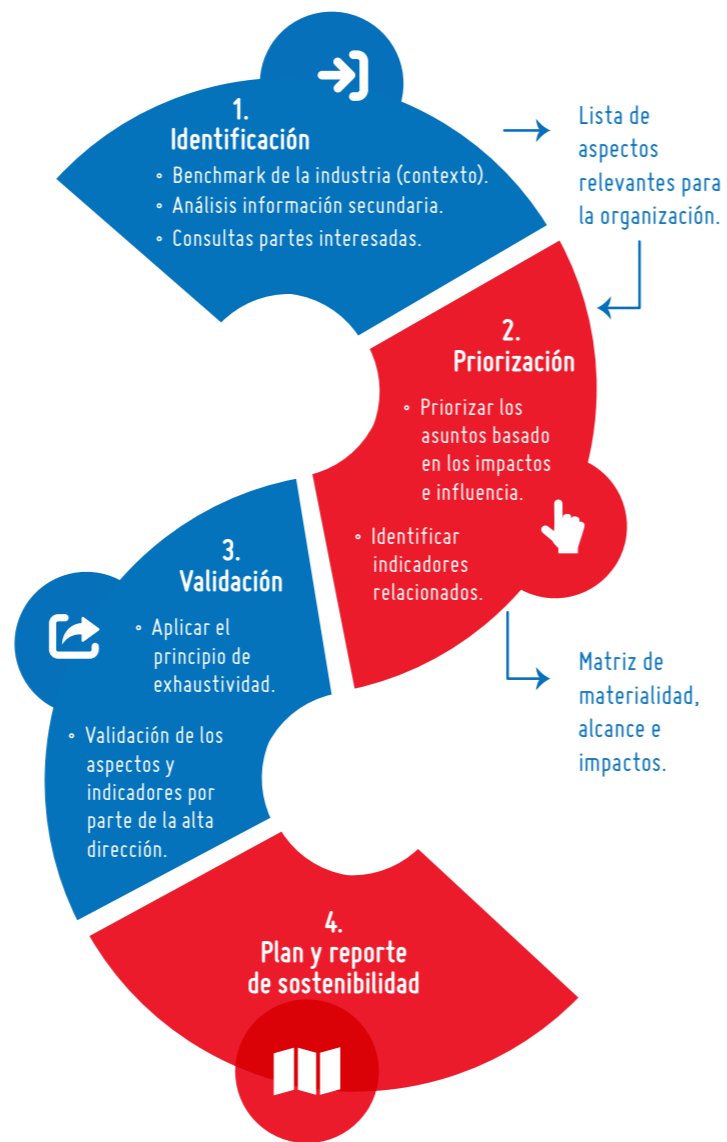 1.
Identificación
◦ Benchmark de la industria (contexto).
◦ Análisis información secundaria.
◦ Consultas partes interesadas.
Lista de
aspectos
relevantes para
la organización.
2.
Priorización
◦ Priorizar los
asuntos basado
en los impactos
e influencia.
◦ Identificar
indicadores
relacionados.
Matriz de
materialidad,
alcance e
impactos.
3.
Validación
◦ Aplicar el
principio de
exhaustividad.
◦ Validación de los
aspectos y
indicadores por
parte de la alta
dirección.
4.
Plan y reporte
de sostenibilidad